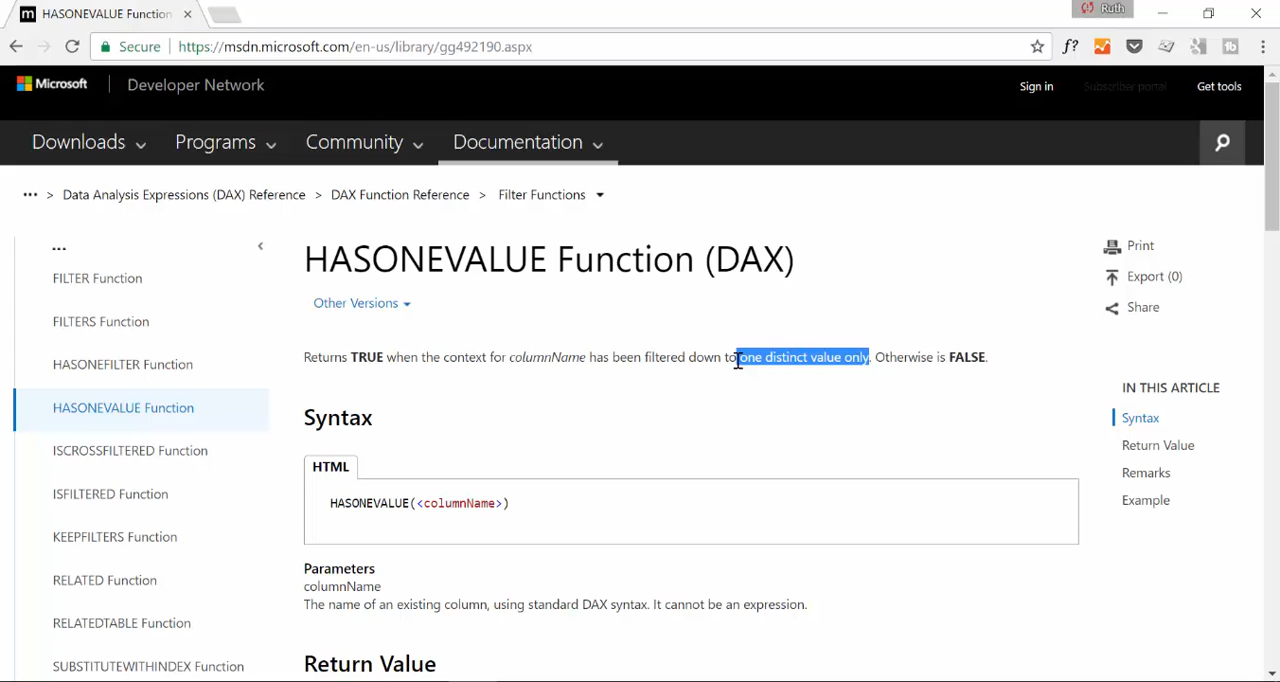 HASONEVALUE Function
Ruth
Secure
https://msdn.microsoft.com/en-us/library/gg492190.aspx
f?
Microsoft
Developer Network
Sign in
Subscriber portal
Get tools
Downloads
Programs
Community
Documentation
... > Data Analysis Expressions (DAX) Reference > DAX Function Reference > Filter Functions
...
FILTER Function
FILTERS Function
HASONEFILTER Function
HASONEVALUE Function
ISCROSSFILTERED Function
ISFILTERED Function
KEEPFILTERS Function
RELATED Function
RELATEDTABLE Function
SUBSTITUTEWITHINDEX Function
HASONEVALUE Function (DAX)
Other Versions
Returns TRUE when the context for columnName has been filtered down to one distinct value only. Otherwise is FALSE.
Syntax
HTML
HASONEVALUE(<columnName>)
Parameters
columnName
The name of an existing column, using standard DAX syntax. It cannot be an expression.
Return Value
Print
Export (0)
Share
IN THIS ARTICLE
Syntax
Return Value
Remarks
Example